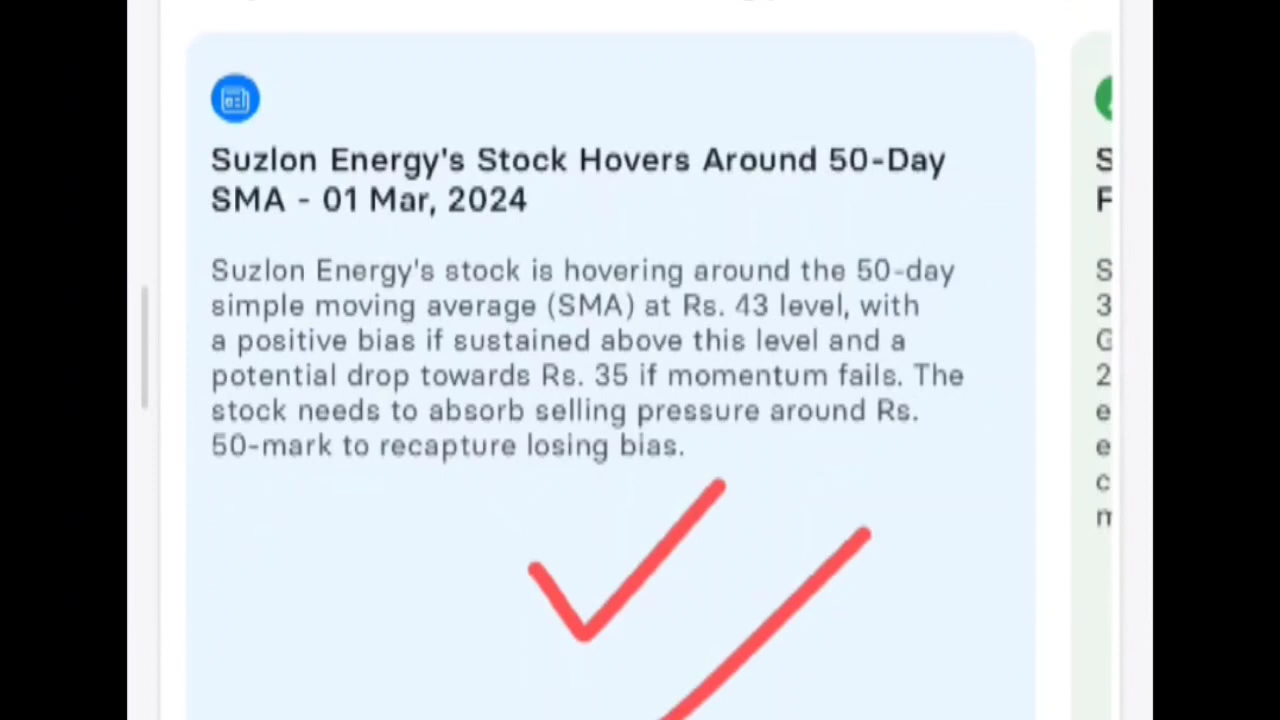 Suzlon Energy's Stock Hovers Around 50-Day
SMA - 01 Mar, 2024
Suzlon Energy's stock is hovering around the 50-day
simple moving average (SMA) at Rs. 43 level, with
a positive bias if sustained above this level and a
potential drop towards Rs. 35 if momentum fails. The
stock needs to absorb selling pressure around Rs.
50-mark to recapture losing bias.
S
F
S
3
G
2
e
e
c
m